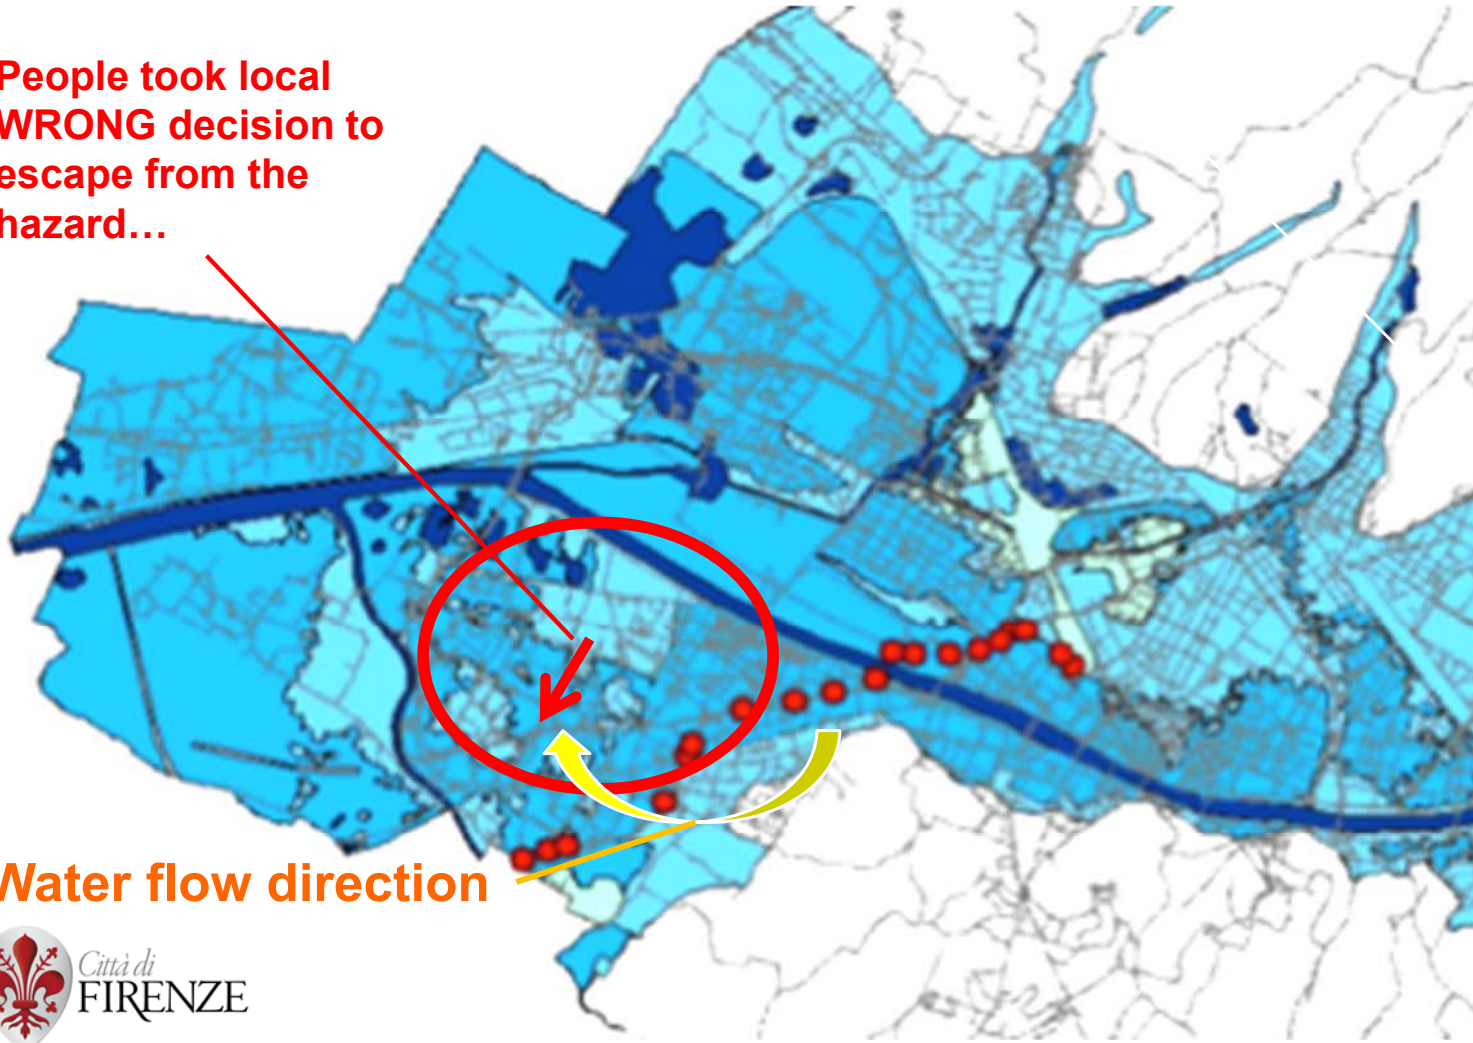 People took local
WRONG decision to
escape from the
hazard…
Water flow direction
Città di
FIRENZE